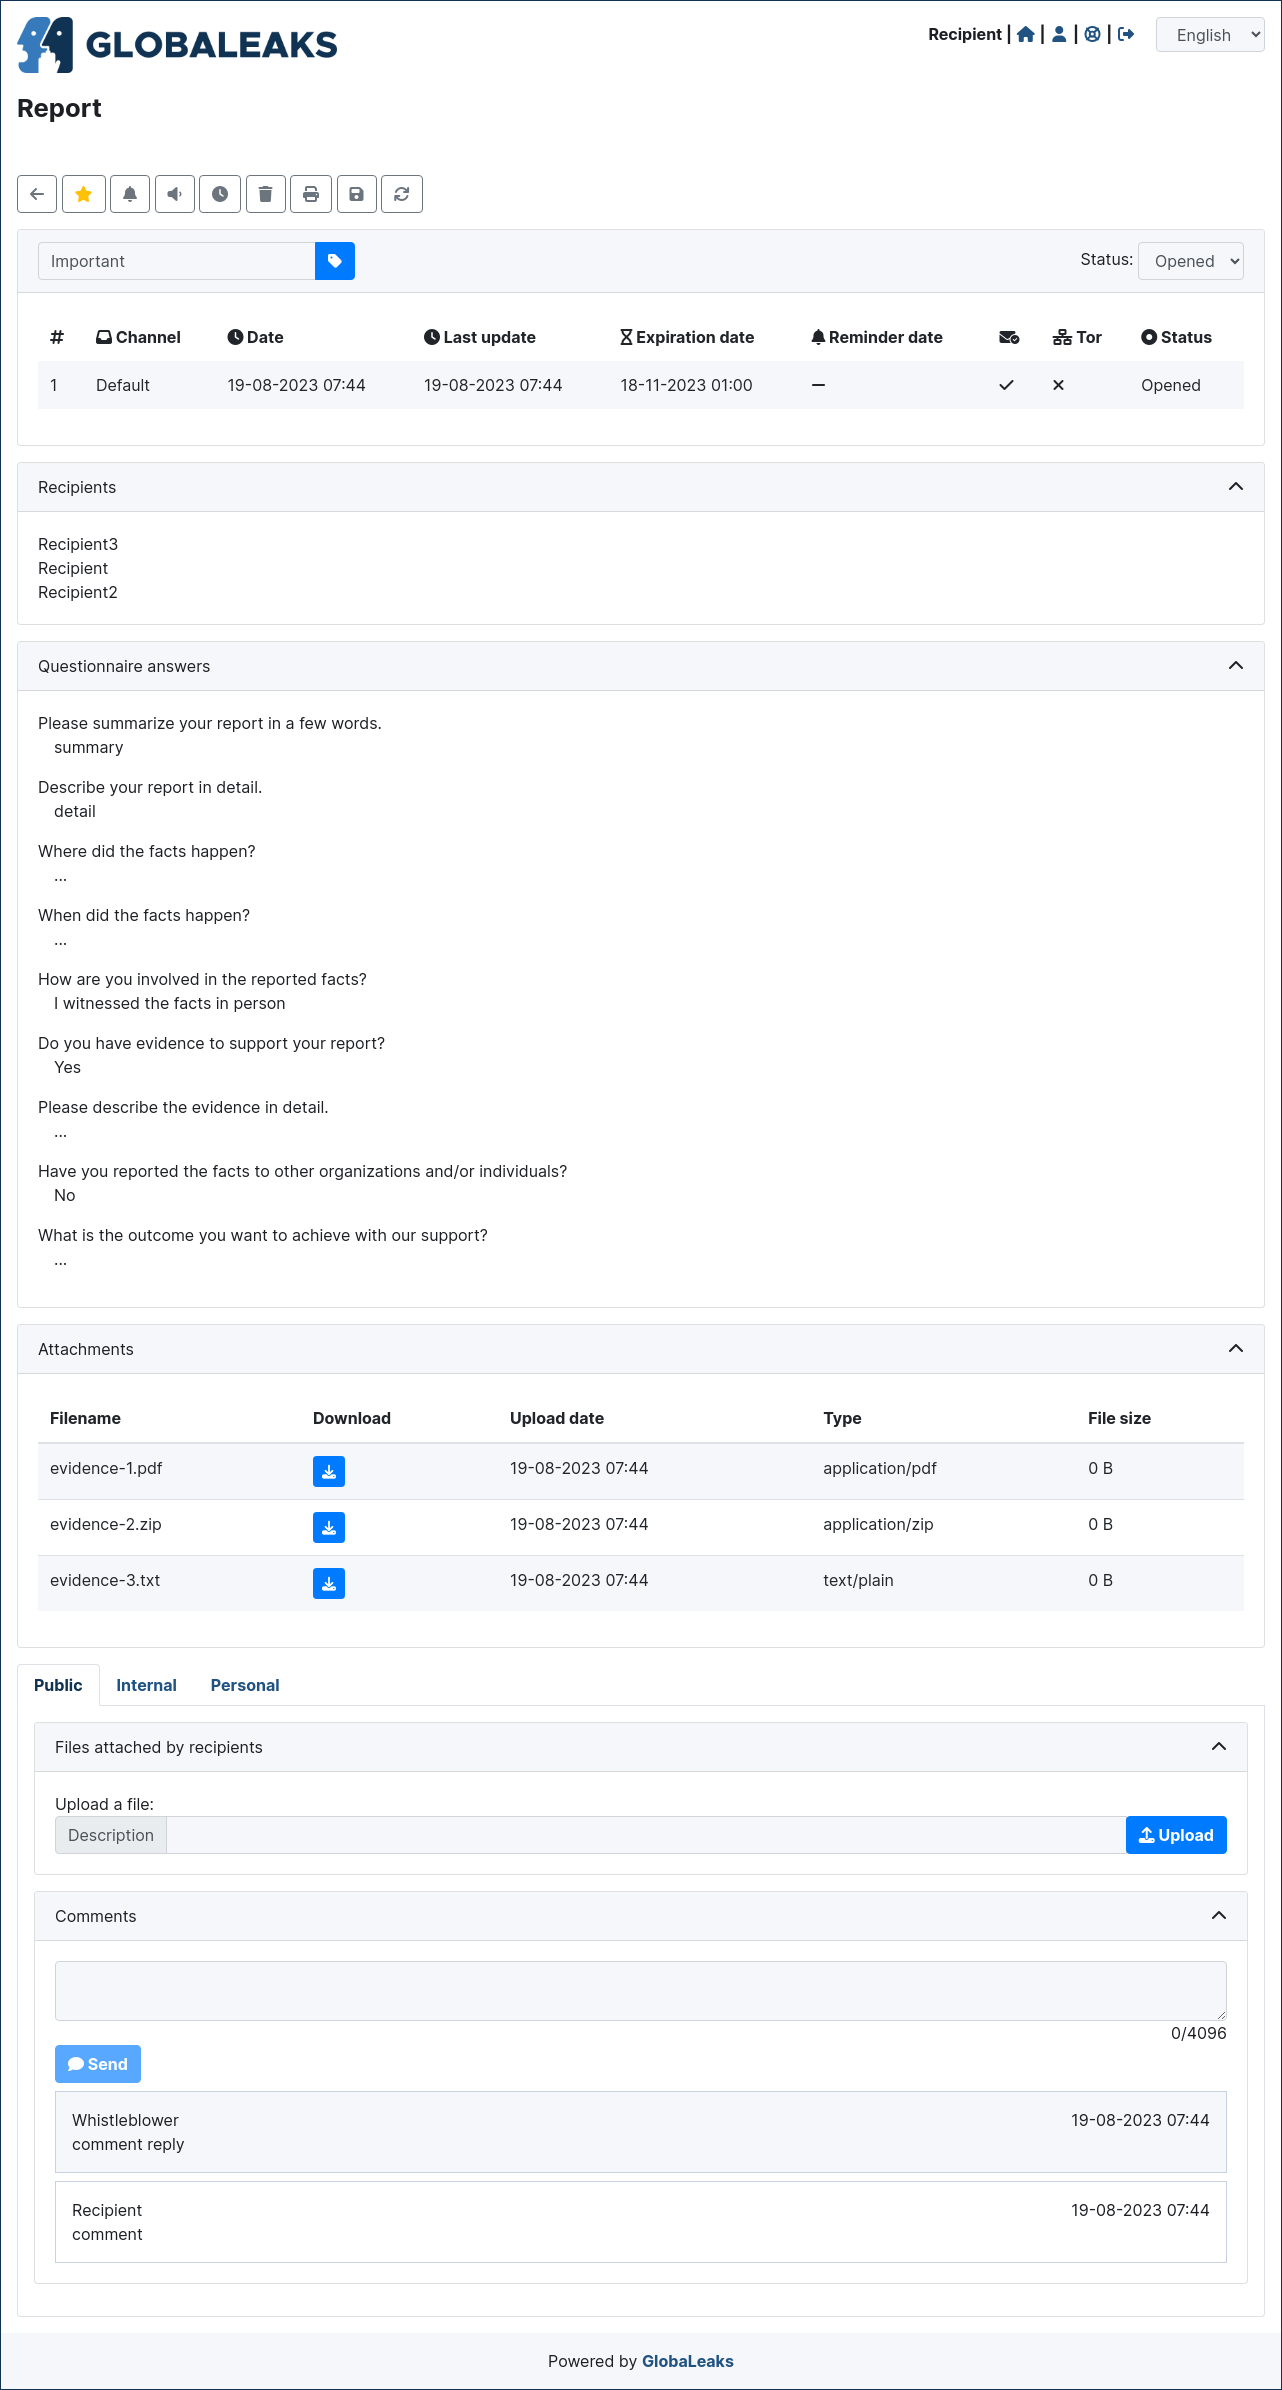 GLOBALEAKS
Recipient | | | | English
Report
Important
Status: Opened
# Channel Date Last update Expiration date Reminder date Tor Status
1 Default 19-08-2023 07:44 19-08-2023 07:44 18-11-2023 01:00 Opened
Recipients
Recipient3
Recipient
Recipient2
Questionnaire answers
Please summarize your report in a few words.
summary
Describe your report in detail.
detail
Where did the facts happen?
...
When did the facts happen?
...
How are you involved in the reported facts?
I witnessed the facts in person
Do you have evidence to support your report?
Yes
Please describe the evidence in detail.
...
Have you reported the facts to other organizations and/or individuals?
No
What is the outcome you want to achieve with our support?
...
Attachments
Filename Download Upload date Type File size
evidence-1.pdf 19-08-2023 07:44 application/pdf 0 B
evidence-2.zip 19-08-2023 07:44 application/zip 0 B
evidence-3.txt 19-08-2023 07:44 text/plain 0 B
Public Internal Personal
Files attached by recipients
Upload a file:
Description Upload
Comments
0/4096
Send
Whistleblower 19-08-2023 07:44
comment reply
Recipient 19-08-2023 07:44
comment
Powered by GlobaLeaks